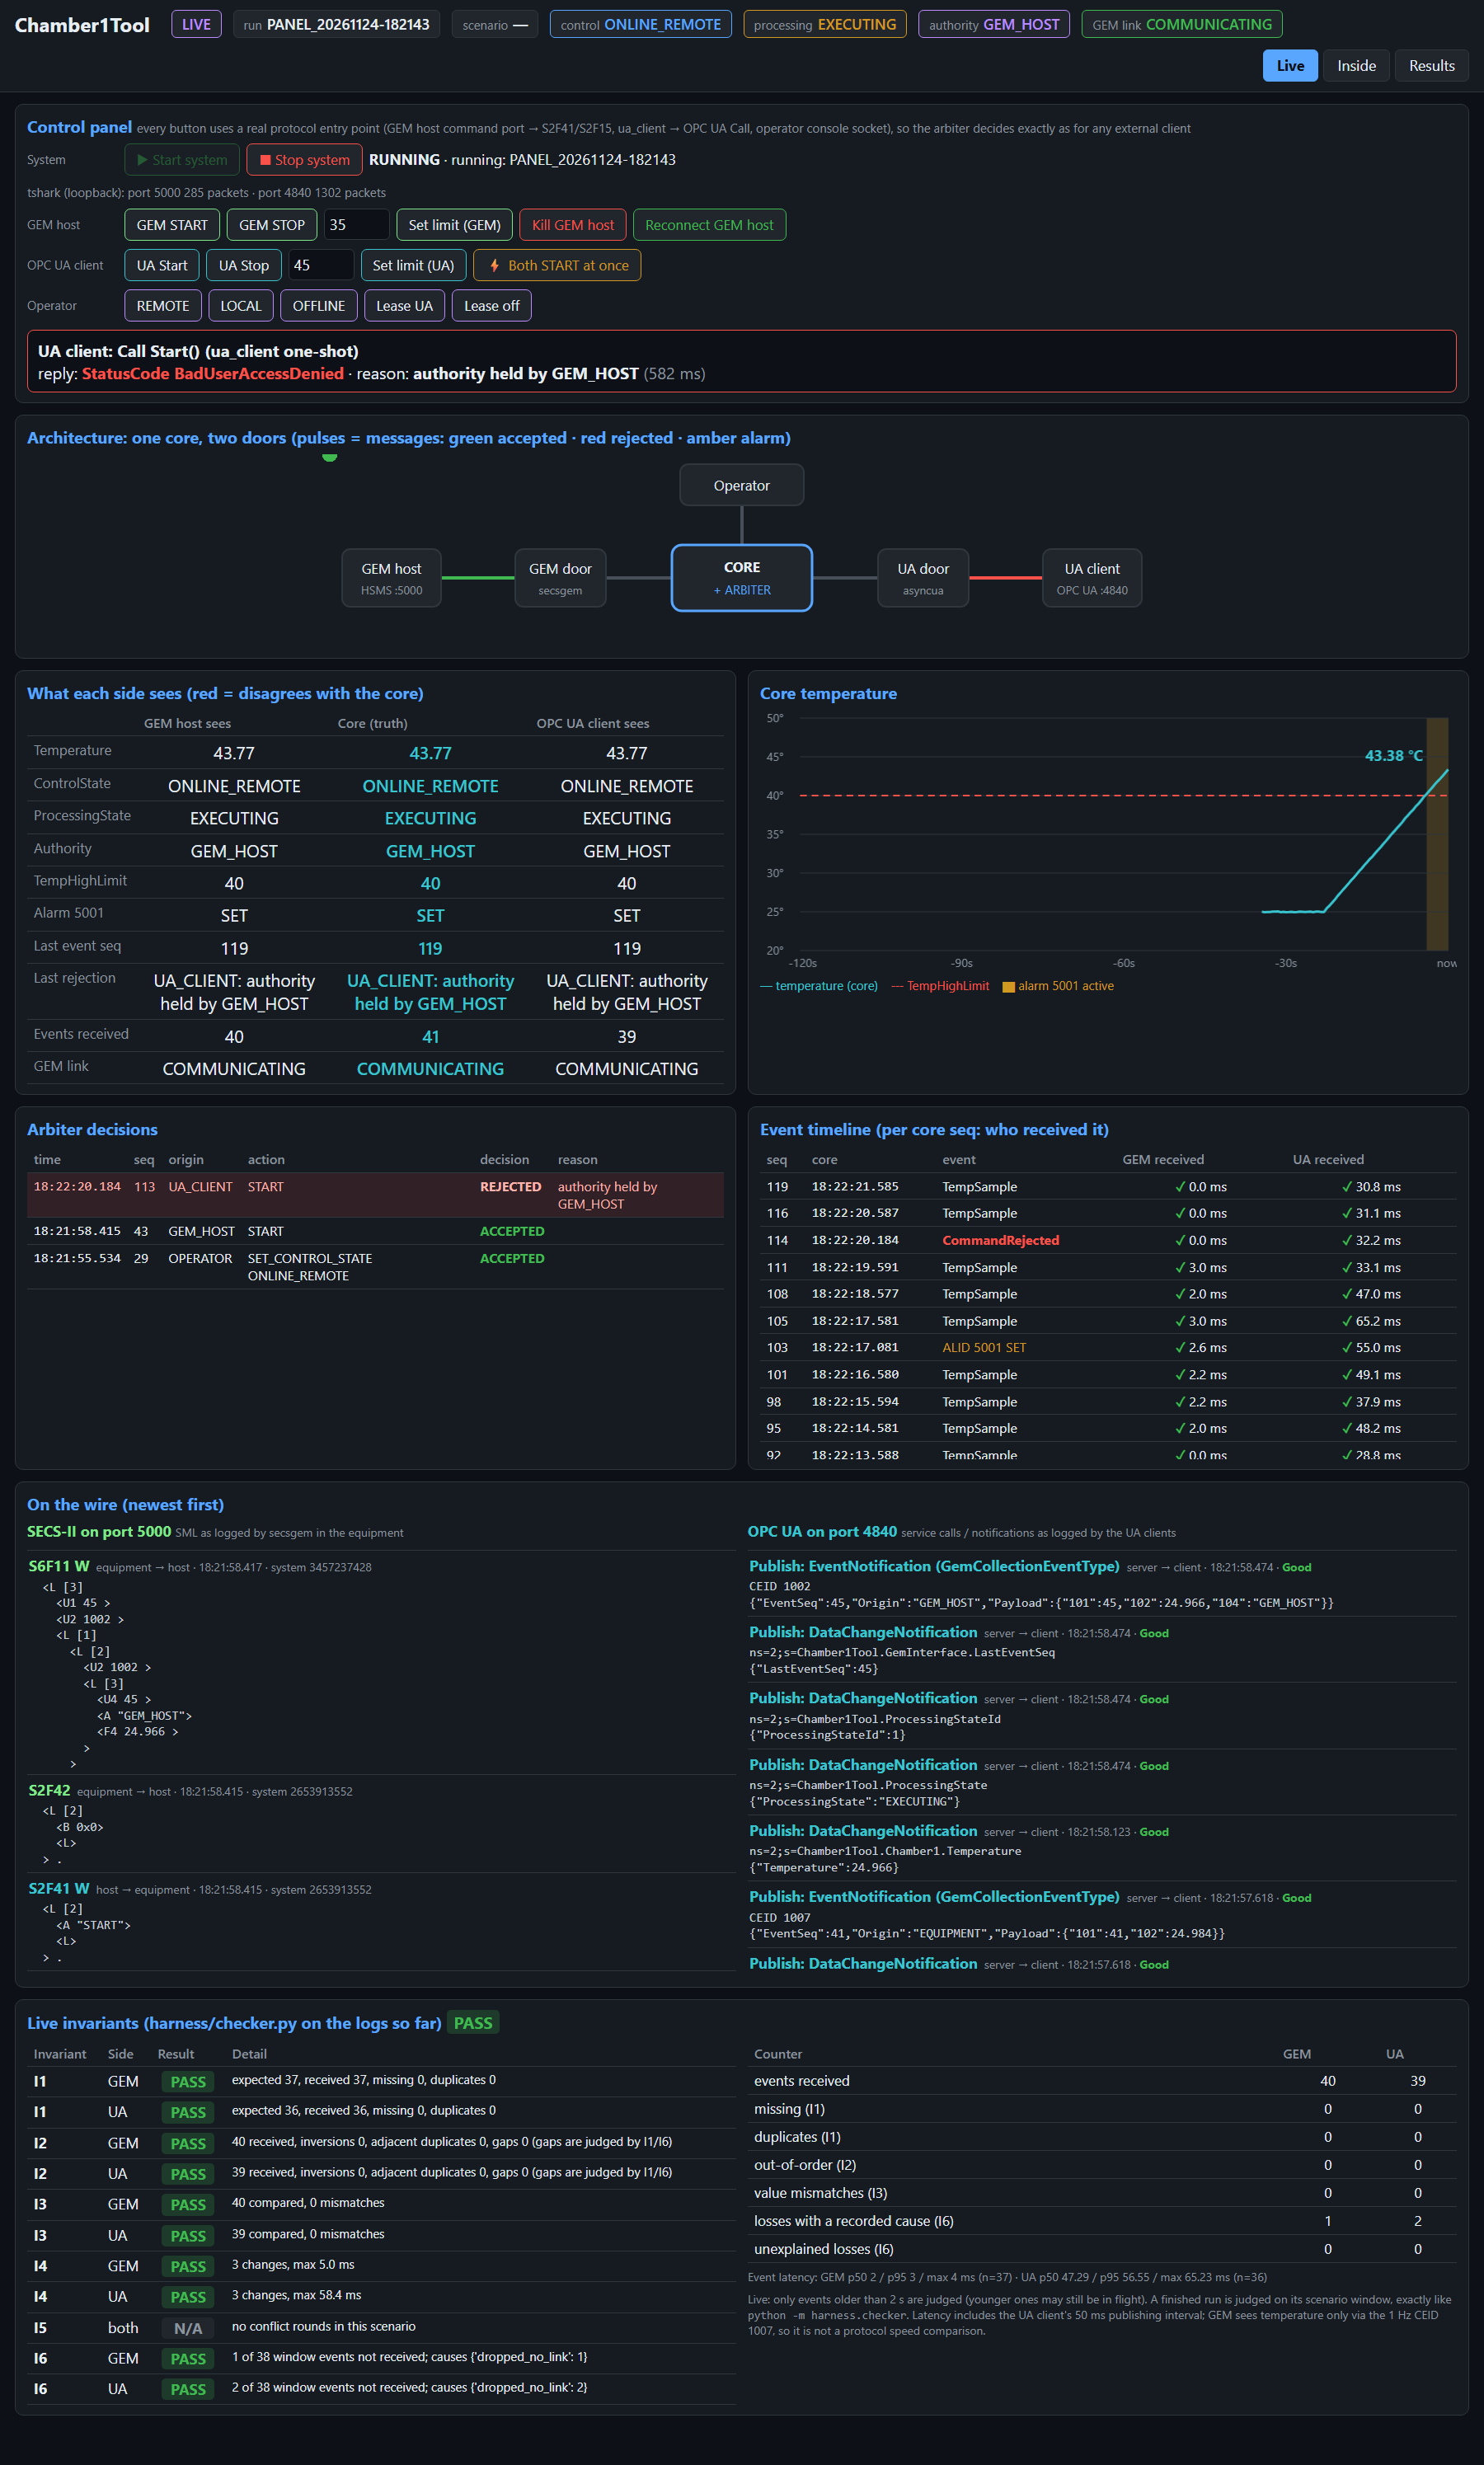 Chamber1Tool LIVE run PANEL_20261124-182143 scenario — control ONLINE_REMOTE processing EXECUTING authority GEM_HOST GEM link COMMUNICATING
Live Inside Results
Control panel every button uses a real protocol entry point (GEM host command port → S2F41/S2F15, ua_client → OPC UA Call, operator console socket), so the arbiter decides exactly as for any external client
System ▶ Start system ■ Stop system RUNNING · running: PANEL_20261124-182143
tshark (loopback): port 5000 285 packets · port 4840 1302 packets
GEM host GEM START GEM STOP 35 Set limit (GEM) Kill GEM host Reconnect GEM host
OPC UA client UA Start UA Stop 45 Set limit (UA) ⚡ Both START at once
Operator REMOTE LOCAL OFFLINE Lease UA Lease off
UA client: Call Start() (ua_client one-shot)
reply: StatusCode BadUserAccessDenied · reason: authority held by GEM_HOST (582 ms)
Architecture: one core, two doors (pulses = messages: green accepted · red rejected · amber alarm)
Operator
GEM host GEM door CORE UA door UA client
HSMS :5000 secsgem + ARBITER asyncua OPC UA :4840
What each side sees (red = disagrees with the core)
GEM host sees Core (truth) OPC UA client sees
Temperature 43.77 43.77 43.77
ControlState ONLINE_REMOTE ONLINE_REMOTE ONLINE_REMOTE
ProcessingState EXECUTING EXECUTING EXECUTING
Authority GEM_HOST GEM_HOST GEM_HOST
TempHighLimit 40 40 40
Alarm 5001 SET SET SET
Last event seq 119 119 119
Last rejection UA_CLIENT: authority UA_CLIENT: authority UA_CLIENT: authority
held by GEM_HOST held by GEM_HOST held by GEM_HOST
Events received 40 41 39
GEM link COMMUNICATING COMMUNICATING COMMUNICATING
Core temperature
50°
45° 43.38 °C
40°
35°
30°
25°
20°
-120s -90s -60s -30s now
— temperature (core) --- TempHighLimit alarm 5001 active
Arbiter decisions
time seq origin action decision reason
18:22:20.184 113 UA_CLIENT START REJECTED authority held by
GEM_HOST
18:21:58.415 43 GEM_HOST START ACCEPTED
18:21:55.534 29 OPERATOR SET_CONTROL_STATE ACCEPTED
ONLINE_REMOTE
Event timeline (per core seq: who received it)
seq core event GEM received UA received
119 18:22:21.585 TempSample ✓ 0.0 ms ✓ 30.8 ms
116 18:22:20.587 TempSample ✓ 0.0 ms ✓ 31.1 ms
114 18:22:20.184 CommandRejected ✓ 0.0 ms ✓ 32.2 ms
111 18:22:19.591 TempSample ✓ 3.0 ms ✓ 33.1 ms
108 18:22:18.577 TempSample ✓ 2.0 ms ✓ 47.0 ms
105 18:22:17.581 TempSample ✓ 3.0 ms ✓ 65.2 ms
103 18:22:17.081 ALID 5001 SET ✓ 2.6 ms ✓ 55.0 ms
101 18:22:16.580 TempSample ✓ 2.2 ms ✓ 49.1 ms
98 18:22:15.594 TempSample ✓ 2.2 ms ✓ 37.9 ms
95 18:22:14.581 TempSample ✓ 2.0 ms ✓ 48.2 ms
92 18:22:13.588 TempSample ✓ 0.0 ms ✓ 28.8 ms
On the wire (newest first)
SECS-II on port 5000 SML as logged by secsgem in the equipment
S6F11 W equipment → host · 18:21:58.417 · system 3457237428
<L [3]
<U1 45 >
<U2 1002 >
<L [1]
<L [2]
<U2 1002 >
<L [3]
<U4 45 >
<A "GEM_HOST">
<F4 24.966 >
>
>
S2F42 equipment → host · 18:21:58.415 · system 2653913552
<L [2]
<B 0x0>
<L>
> .
S2F41 W host → equipment · 18:21:58.415 · system 2653913552
<L [2]
<A "START">
<L>
> .
OPC UA on port 4840 service calls / notifications as logged by the UA clients
Publish: EventNotification (GemCollectionEventType) server → client · 18:21:58.474 · Good
CEID 1002
{"EventSeq":45,"Origin":"GEM_HOST","Payload":{"101":45,"102":24.966,"104":"GEM_HOST"}}
Publish: DataChangeNotification server → client · 18:21:58.474 · Good
ns=2;s=Chamber1Tool.GemInterface.LastEventSeq
{"LastEventSeq":45}
Publish: DataChangeNotification server → client · 18:21:58.474 · Good
ns=2;s=Chamber1Tool.ProcessingStateId
{"ProcessingStateId":1}
Publish: DataChangeNotification server → client · 18:21:58.474 · Good
ns=2;s=Chamber1Tool.ProcessingState
{"ProcessingState":"EXECUTING"}
Publish: DataChangeNotification server → client · 18:21:58.123 · Good
ns=2;s=Chamber1Tool.Chamber1.Temperature
{"Temperature":24.966}
Publish: EventNotification (GemCollectionEventType) server → client · 18:21:57.618 · Good
CEID 1007
{"EventSeq":41,"Origin":"EQUIPMENT","Payload":{"101":41,"102":24.984}}
Publish: DataChangeNotification server → client · 18:21:57.618 · Good
Live invariants (harness/checker.py on the logs so far) PASS
Invariant Side Result Detail
I1 GEM PASS expected 37, received 37, missing 0, duplicates 0
I1 UA PASS expected 36, received 36, missing 0, duplicates 0
I2 GEM PASS 40 received, inversions 0, adjacent duplicates 0, gaps 0 (gaps are judged by I1/I6)
I2 UA PASS 39 received, inversions 0, adjacent duplicates 0, gaps 0 (gaps are judged by I1/I6)
I3 GEM PASS 40 compared, 0 mismatches
I3 UA PASS 39 compared, 0 mismatches
I4 GEM PASS 3 changes, max 5.0 ms
I4 UA PASS 3 changes, max 58.4 ms
I5 both N/A no conflict rounds in this scenario
I6 GEM PASS 1 of 38 window events not received; causes {'dropped_no_link': 1}
I6 UA PASS 2 of 38 window events not received; causes {'dropped_no_link': 2}
Counter GEM UA
events received 40 39
missing (I1) 0 0
duplicates (I1) 0 0
out-of-order (I2) 0 0
value mismatches (I3) 0 0
losses with a recorded cause (I6) 1 2
unexplained losses (I6) 0 0
Event latency: GEM p50 2 / p95 3 / max 4 ms (n=37) · UA p50 47.29 / p95 56.55 / max 65.23 ms (n=36)
Live: only events older than 2 s are judged (younger ones may still be in flight). A finished run is judged on its scenario window, exactly like
python -m harness.checker. Latency includes the UA client's 50 ms publishing interval; GEM sees temperature only via the 1 Hz CEID
1007, so it is not a protocol speed comparison.